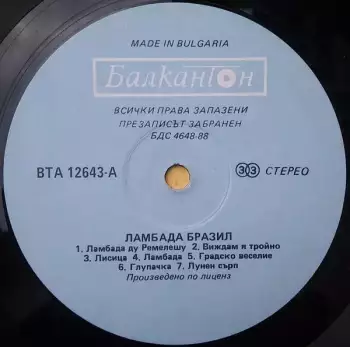 MADE IN BULGARIA
Балкантон
ВСИЧКИ ПРАВА ЗАПАЗЕНИ
ПРЕЗАПИСЪТ ЗАБРАНЕН
БДС 4648-88
ВТА 12643-А
33 СТЕРЕО
ЛАМБАДА БРАЗИЛ
1. Ламбада ду Ремелешу 2. Виждам я тройно
3. Лисица 4. Ламбада 5. Градско веселие
6. Глупачка 7. Лунен сърп
Произведено по лиценз